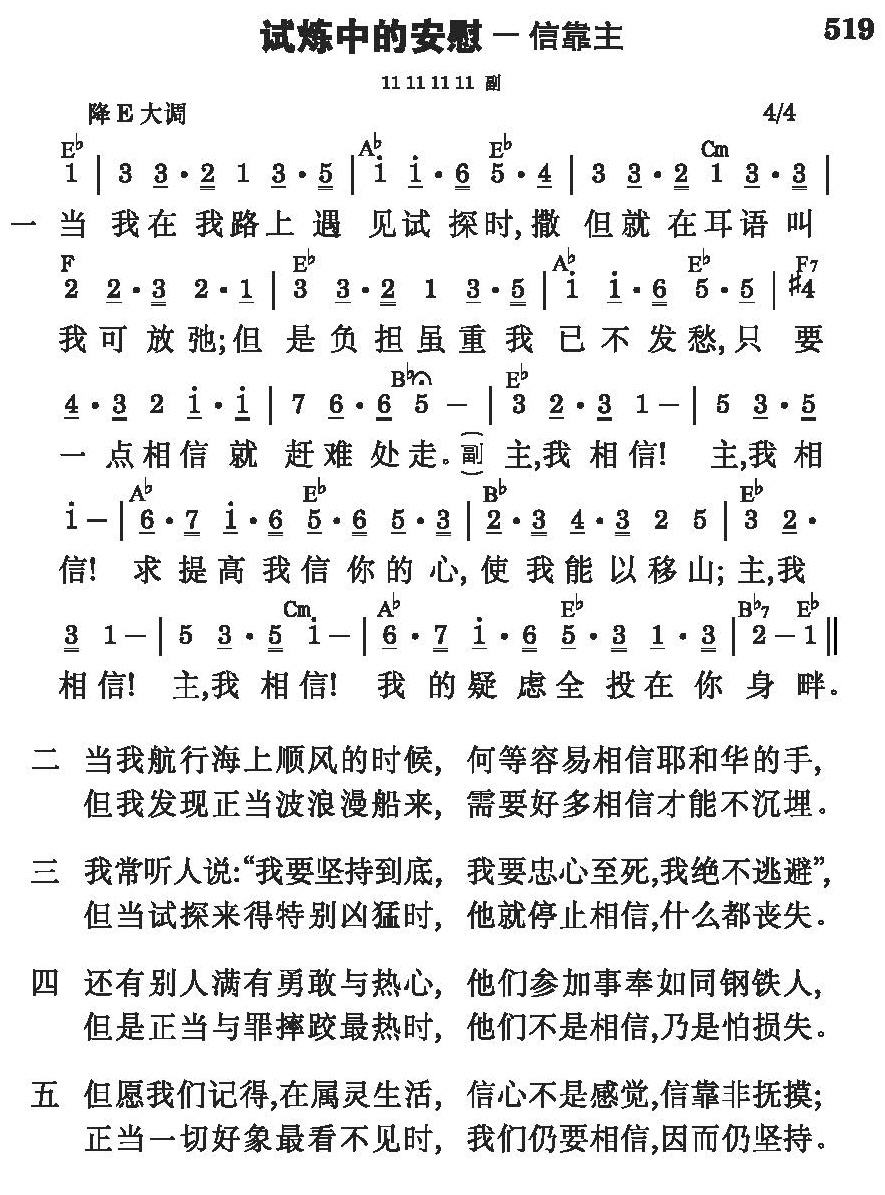 试炼中的安慰 — 信靠主 519
11 11 11 11 副
降 E 大调 4/4
E♭ A♭ E♭ Cm
1 | 3 3 · 2 1 3 · 5 | i i · 6 5 · 4 | 3 3 · 2 1 3 · 3 |
一 当 我在 我路上 遇 见试 探时, 撒 但就 在耳语 叫
F E♭ A♭ E♭ F7
2 2 · 3 2 · 1 | 3 3 · 2 1 3 · 5 | i i · 6 5 · 5 | ♯4
我 可 放 弛; 但 是 负 担 虽 重 我 已 不 发 愁, 只 要
B♭ E♭
4 · 3 2 i · i | 7 6 · 6 5 — | 3 2 · 3 1 — | 5 3 · 5
一 点 相 信 就 赶 难 处 走。(副) 主,我 相信! 主,我 相
A♭ E♭ B♭ E♭
i — | 6 · 7 i · 6 5 · 6 5 · 3 | 2 · 3 4 · 3 2 5 | 3 2 ·
信! 求 提 高 我 信 你 的 心, 使 我 能 以 移 山; 主,我
Cm A♭ E♭ B♭7 E♭
3 1 — | 5 3 · 5 i — | 6 · 7 i · 6 5 · 3 1 · 3 | 2 — 1 ‖
相信! 主,我 相信! 我 的 疑 虑 全 投 在 你 身 畔。
二 当我航行海上顺风的时候, 何等容易相信耶和华的手,
但我发现正当波浪漫船来, 需要好多相信才能不沉埋。
三 我常听人说:“我要坚持到底, 我要忠心至死,我绝不逃避”,
但当试探来得特别凶猛时, 他就停止相信,什么都丧失。
四 还有别人满有勇敢与热心, 他们参加事奉如同钢铁人,
但是正当与罪摔跤最热时, 他们不是相信,乃是怕损失。
五 但愿我们记得,在属灵生活, 信心不是感觉,信靠非抚摸;
正当一切好象最看不见时, 我们仍要相信,因而仍坚持。